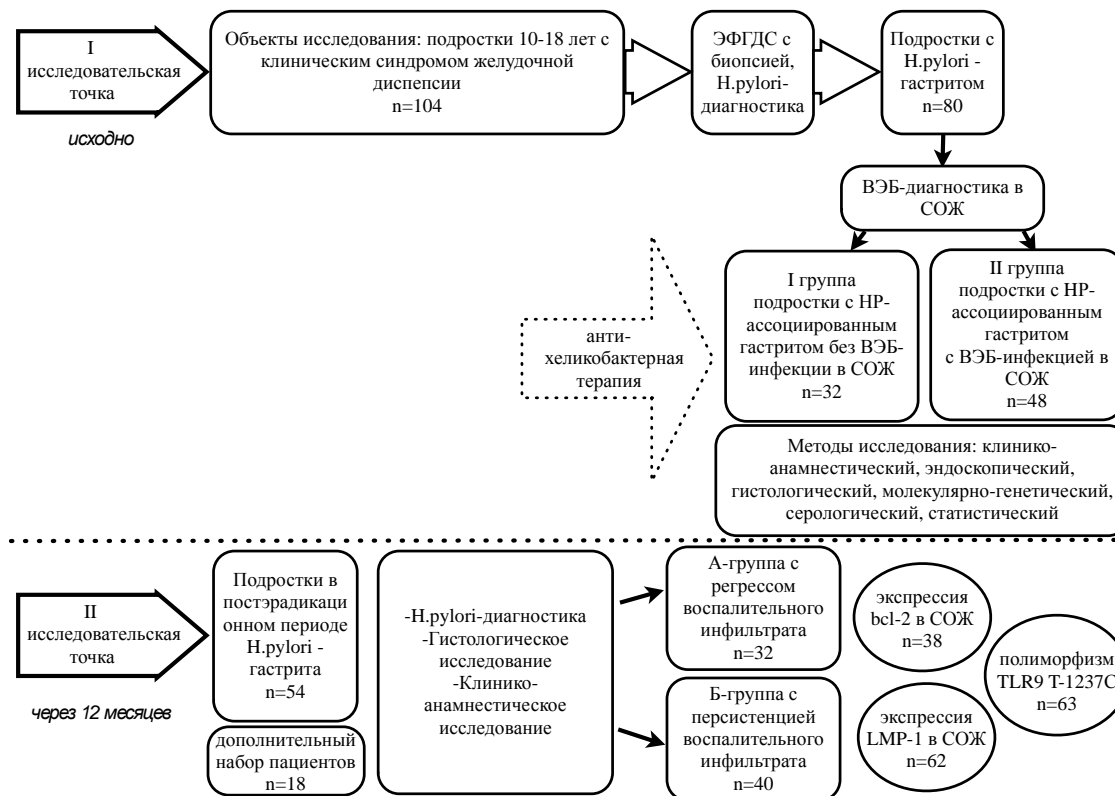 I
исследовательская
точка
исходно
Объекты исследования: подростки 10-18 лет с
клиническим синдромом желудочной
диспепсии
n=104
ЭФГДС с
биопсией,
H.pylori-
диагностика
Подростки с
H.pylori -
гастритом
n=80
ВЭБ-диагностика в
СОЖ
анти-
хеликобактерная
терапия
I группа
подростки с HP-
ассоциированным
гастритом без ВЭБ-
инфекции в СОЖ
n=32
II группа
подростки с HP-
ассоциированным
гастритом
с ВЭБ-инфекцией в
СОЖ
n=48
Методы исследования: клинико-
анамнестический, эндоскопический,
гистологический, молекулярно-генетический,
серологический, статистический
II
исследовательская
точка
через 12 месяцев
Подростки в
постэрадикаци
онном периоде
H.pylori -
гастрита
n=54
дополнительный
набор пациентов
n=18
-H.pylori-диагностика
-Гистологическое
исследование
-Клинико-
анамнестическое
исследование
А-группа с
регрессом
воспалительного
инфильтрата
n=32
Б-группа с
персистенцией
воспалительного
инфильтрата
n=40
экспрессия
bcl-2 в СОЖ
n=38
экспрессия
LMP-1 в СОЖ
n=62
полиморфизм
TLR9 T-1237C
n=63